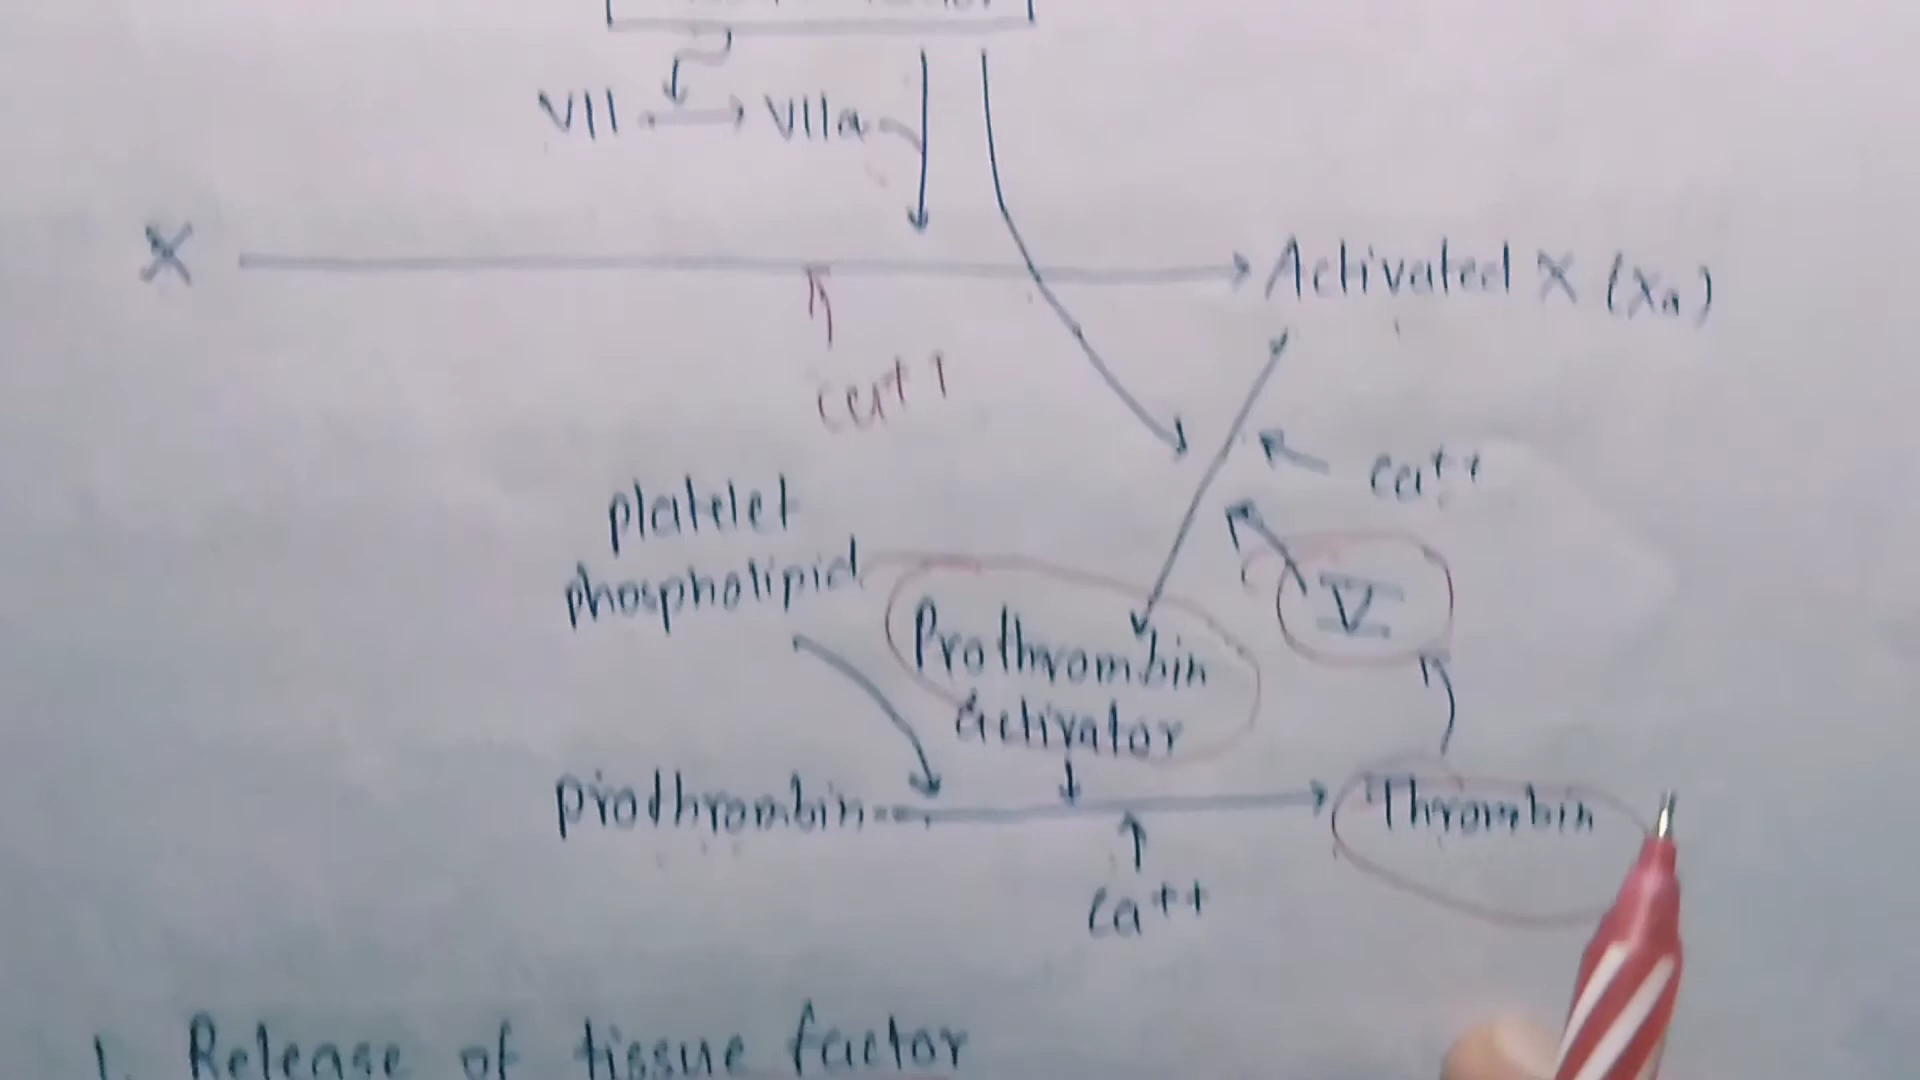 VII VIIa
X Activated X (Xa)
Ca++
Ca++
platelet
phospholipid
V
Prothrombin
activator
prothrombin Thrombin
Ca++
1. Release of tissue factor